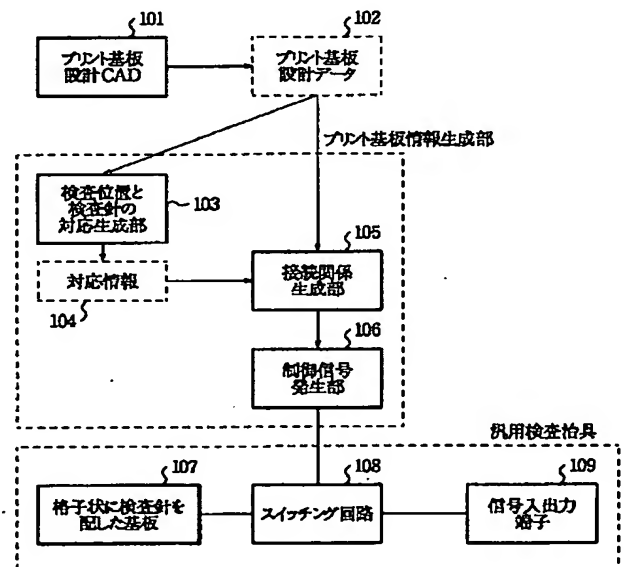 101
プリント基板
設計CAD
102
プリント基板
設計データ
プリント基板情報生成部
検査位置と
検査針の
対応生成部
103
対応情報
104
105
接続関係
生成部
106
制御信号
発生部
汎用検査治具
107
格子状に検査針を
配した基板
108
スイッチング回路
109
信号入出力
端子